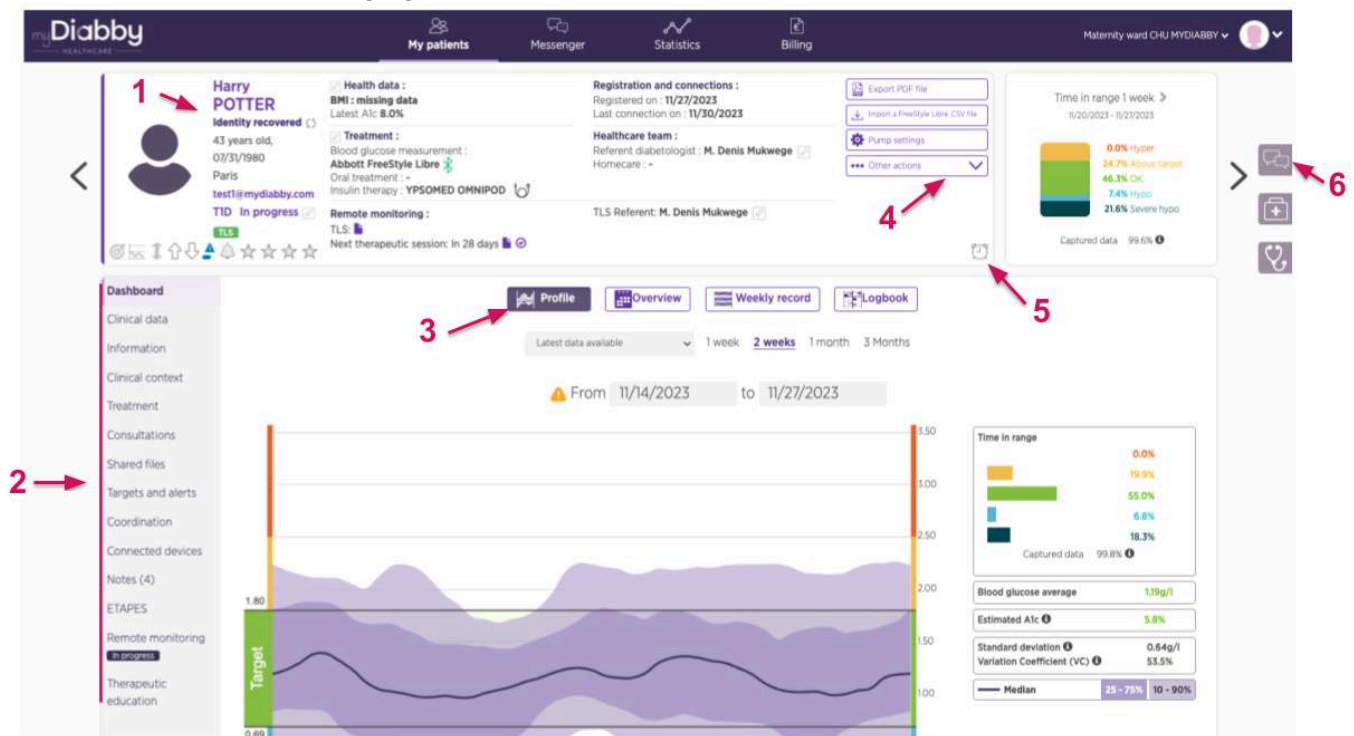 myDiabby
HEALTHCARE
My patients
Messenger
Statistics
Billing
Maternity ward CHU MYDIABBY
1
Harry
POTTER
Identity recovered
43 years old,
07/31/1980
Paris
test1@mydiabby.com
T1D In progress
TLS
Health data :
BMI : missing data
Latest A1c 8.0%
Treatment :
Blood glucose measurement :
Abbott FreeStyle Libre
Oral treatment : -
Insulin therapy : YPSOMED OMNIPOD
Remote monitoring :
TLS:
Next therapeutic session: In 28 days
Registration and connections :
Registered on : 11/27/2023
Last connection on : 11/30/2023
Healthcare team :
Referent diabetologist : M. Denis Mukwege
Homecare : -
TLS Referent: M. Denis Mukwege
Export PDF file
Import a FreeStyle Libre CSV file
Pump settings
Other actions
4
5
Time in range 1 week
11/20/2023 - 11/27/2023
0.0% Hyper
24.7% Above target
46.3% OK
7.4% Hypo
21.6% Severe hypo
Captured data 99.6%
6
2
Dashboard
Clinical data
Information
Clinical context
Treatment
Consultations
Shared files
Targets and alerts
Coordination
Connected devices
Notes (4)
ETAPES
Remote monitoring
In progress
Therapeutic
education
3
Profile
Overview
Weekly record
Logbook
Latest data available
1 week 2 weeks 1 month 3 Months
From 11/14/2023 to 11/27/2023
3.50
3.00
2.50
2.00
1.80
1.50
Target
1.00
0.69
Time in range
0.0%
19.9%
55.0%
6.8%
18.3%
Captured data 99.8%
Blood glucose average 1.19g/l
Estimated A1c 5.8%
Standard deviation 0.64g/l
Variation Coefficient (VC) 53.5%
Median 25 - 75% 10 - 90%